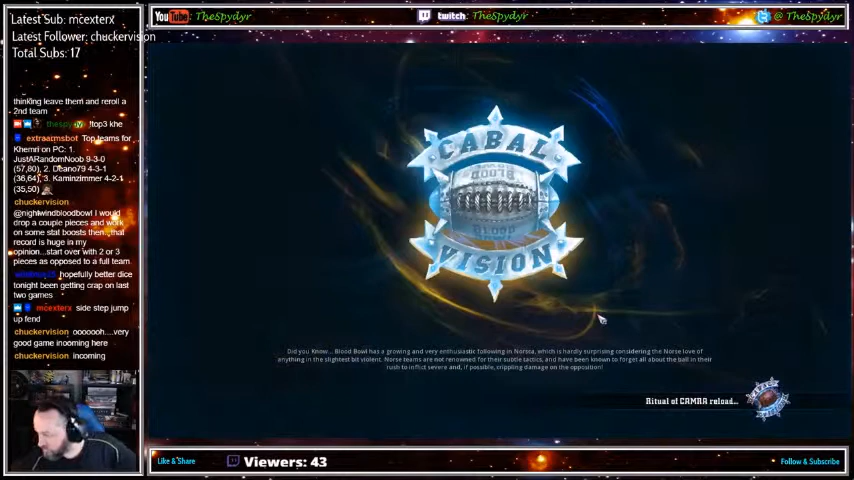 Latest Sub: mcexterx
Latest Follower: chuckervision
Total Subs: 17
YouTube: TheSpydyr
twitch: TheSpydyr
@ TheSpydyr
thinking leave them and reroll a
2nd team
thespydyr !top3 khe
extraarmsbot Top teams for
Khemri on PC: 1.
JustARandomNoob 9-3-0
(57,80), 2. 4-3-1
(36,64), 3. Kaminzimmer 4-2-1
(35,50)
chuckervision
@nightwindbloodbowl I would
drop a couple pieces and work
on some stat boosts then...that
record is huge in my
opinion...start over with 2 or 3
pieces as opposed to a full team.
hopefully better dice
tonight been getting crap on last
two games
mcexterx side step jump
up fend
chuckervision ooooooh....very
good game incoming here
chuckervision incoming
CABAL
BLOOD
BLOOD
VISION
Did you Know... Blood Bowl has a growing and very enthusiastic following in Norsca, which is hardly surprising considering the Norse love of
anything in the slightest bit violent. Norse teams are not renowned for their subtle tactics, and have been known to forget all about the ball in their
rush to inflict severe and, if possible, crippling damage on the opposition!
Ritual of CAMRA reload...
Like & Share
Viewers: 43
Follow & Subscribe